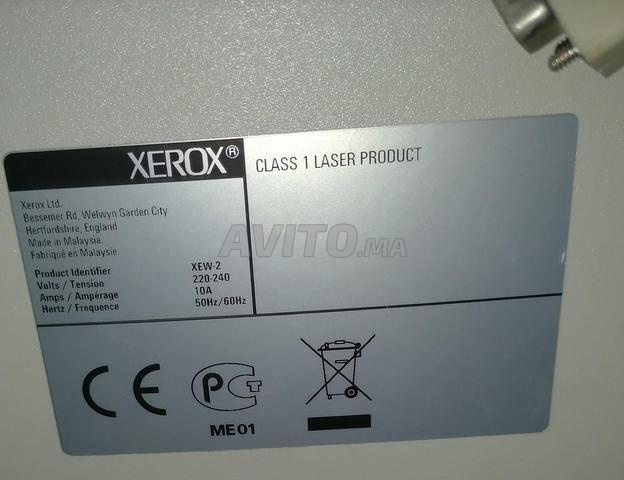 XEROX®
CLASS 1 LASER PRODUCT
Xerox Ltd.
Bessemer Rd, Welwyn Garden City
Hertfordshire, England
Made in Malaysia.
Fabriqué en Malaysie.
Product Identifier XEW-2
Volts / Tension 220-240
Amps / Ampérage 10A
Hertz / Frequence 50Hz/60Hz
AVITO.MA
CE
PCT
ME01